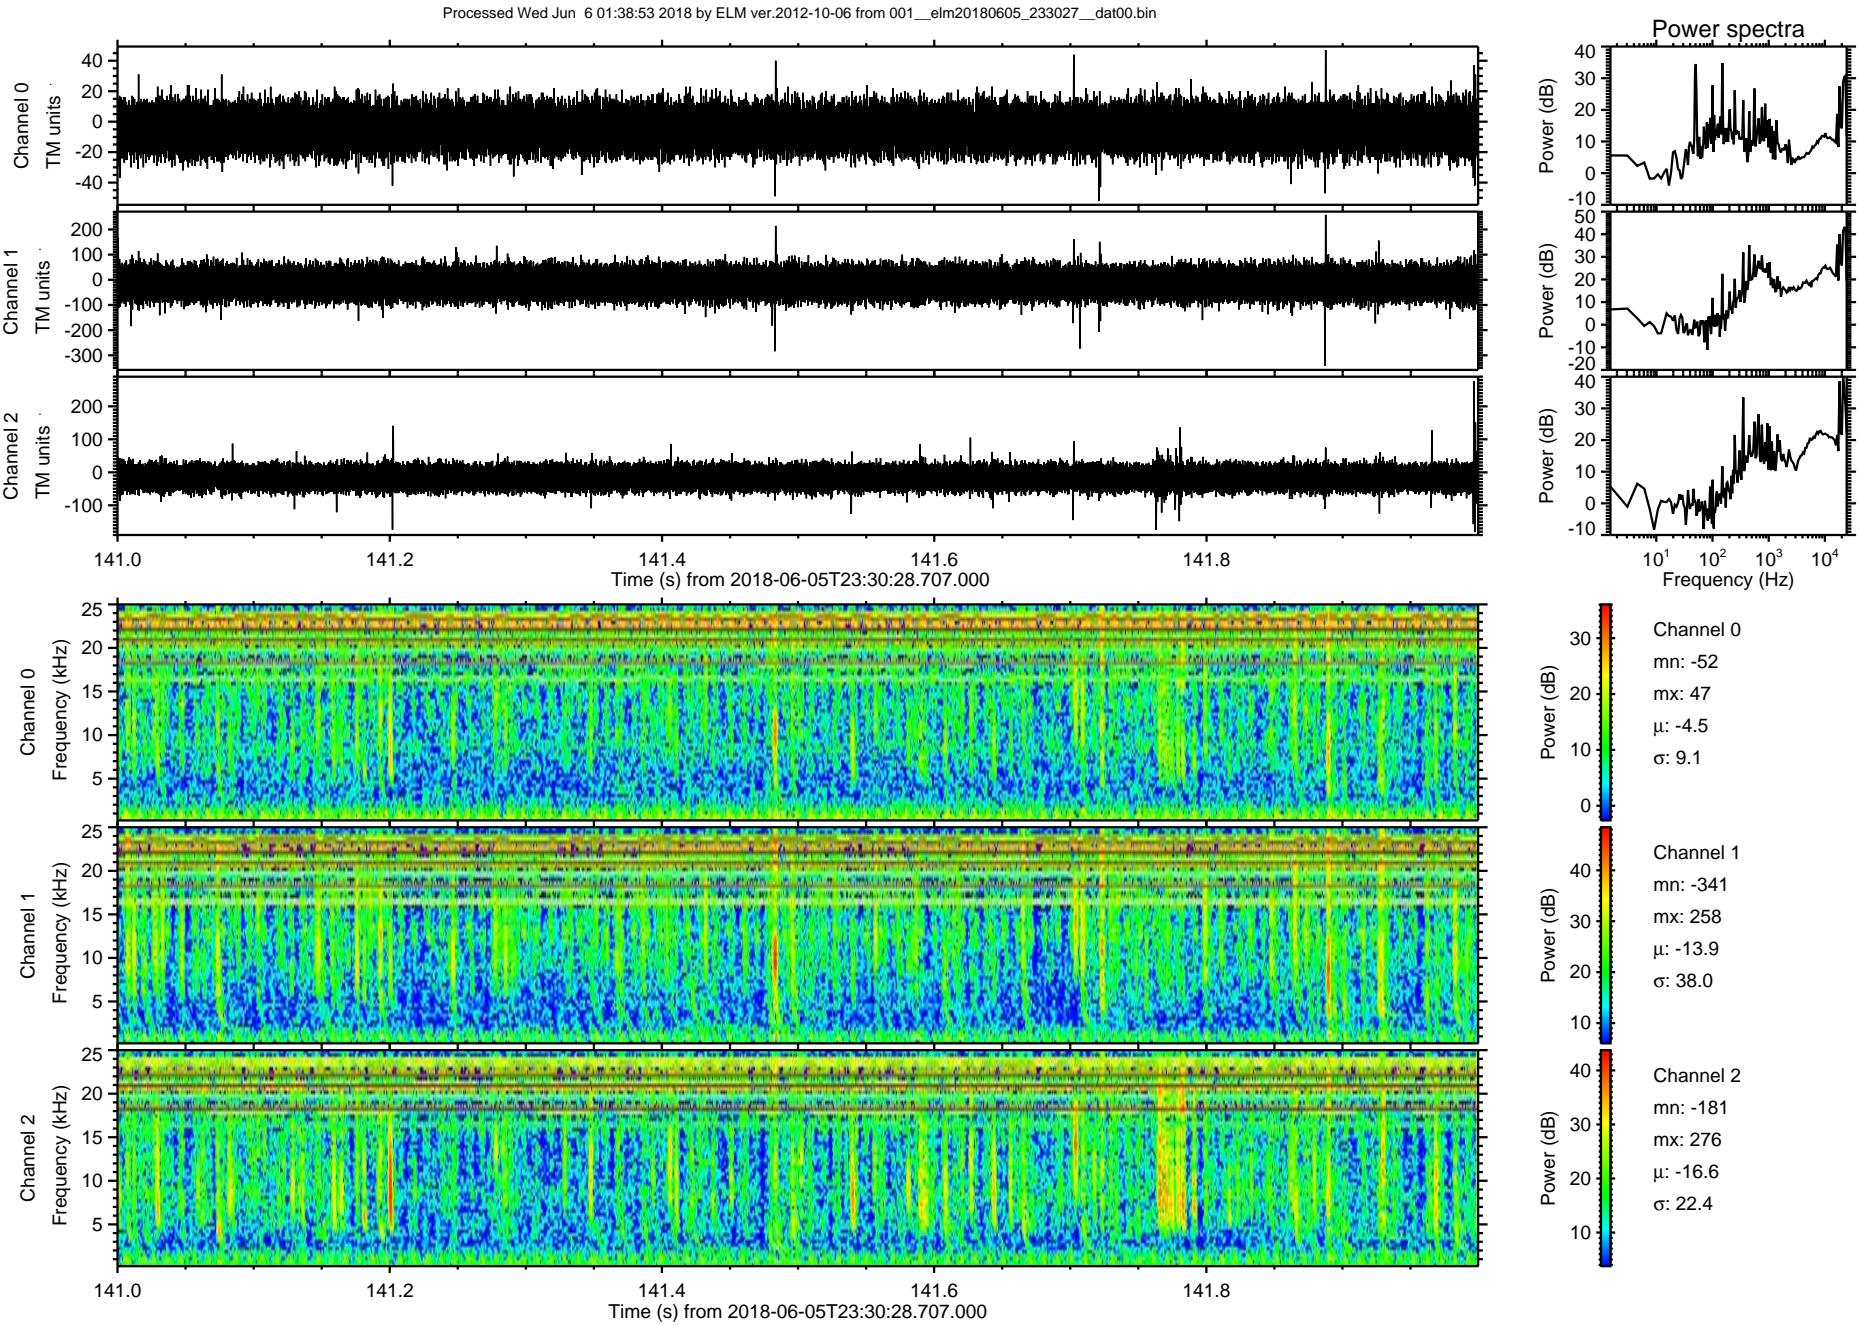 Processed Wed Jun  6 01:38:53 2018 by ELM ver.2012-10-06 from 001__elm20180605_233027__dat00.bin
Power spectra
Channel 0
TM units
40
20
0
-20
-40
Power (dB)
40
30
20
10
0
-10
Channel 1
TM units
200
100
0
-100
-200
-300
Power (dB)
50
40
30
20
10
0
-10
-20
Channel 2
TM units
200
100
0
-100
Power (dB)
40
30
20
10
0
-10
141.0 141.2 141.4 141.6 141.8
Time (s) from 2018-06-05T23:30:28.707.000
10^1 10^2 10^3 10^4
Frequency (Hz)
Channel 0
Frequency (kHz)
25
20
15
10
5
Power (dB)
30
20
10
0
Channel 0
mn: -52
mx: 47
μ: -4.5
σ: 9.1
Channel 1
Frequency (kHz)
25
20
15
10
5
Power (dB)
40
30
20
10
Channel 1
mn: -341
mx: 258
μ: -13.9
σ: 38.0
Channel 2
Frequency (kHz)
25
20
15
10
5
Power (dB)
40
30
20
10
Channel 2
mn: -181
mx: 276
μ: -16.6
σ: 22.4
141.0 141.2 141.4 141.6 141.8
Time (s) from 2018-06-05T23:30:28.707.000